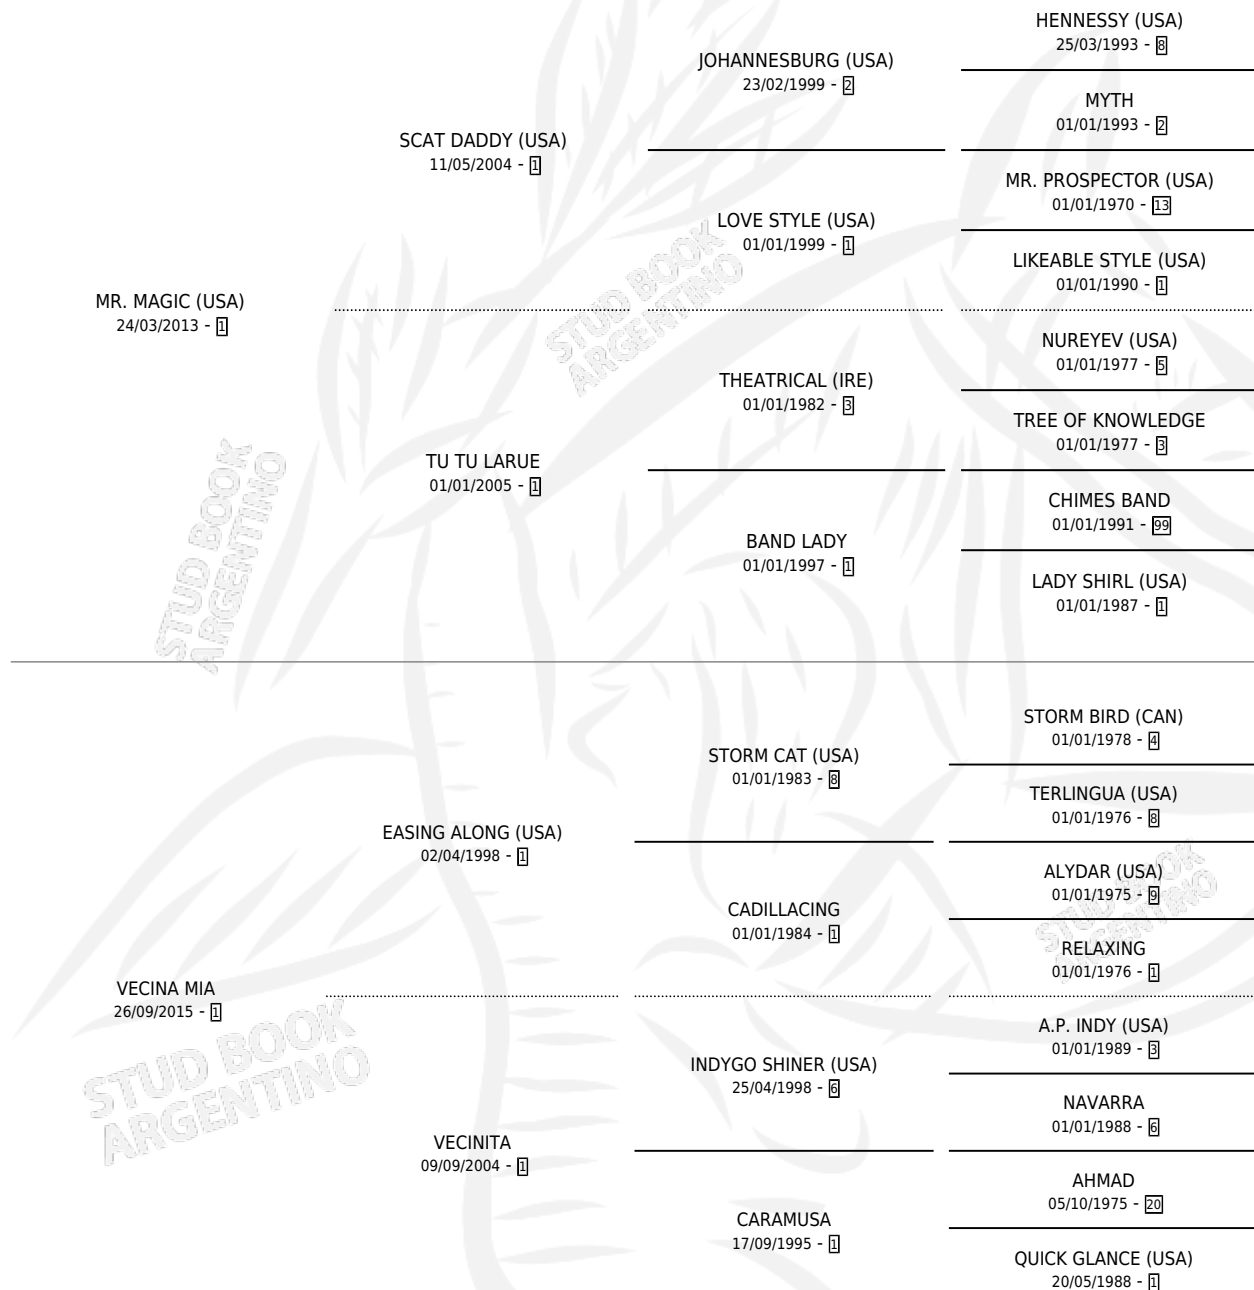 HENNESSY (USA)
25/03/1993 - 8
JOHANNESBURG (USA)
23/02/1999 - 2
MYTH
01/01/1993 - 2
SCAT DADDY (USA)
11/05/2004 - 1
MR. PROSPECTOR (USA)
01/01/1970 - 13
LOVE STYLE (USA)
01/01/1999 - 1
LIKEABLE STYLE (USA)
01/01/1990 - 1
MR. MAGIC (USA)
24/03/2013 - 1
NUREYEV (USA)
01/01/1977 - 5
THEATRICAL (IRE)
01/01/1982 - 3
TREE OF KNOWLEDGE
01/01/1977 - 3
TU TU LARUE
01/01/2005 - 1
CHIMES BAND
01/01/1991 - 99
BAND LADY
01/01/1997 - 1
LADY SHIRL (USA)
01/01/1987 - 1
STORM BIRD (CAN)
01/01/1978 - 4
STORM CAT (USA)
01/01/1983 - 8
TERLINGUA (USA)
01/01/1976 - 8
EASING ALONG (USA)
02/04/1998 - 1
ALYDAR (USA)
01/01/1975 - 9
CADILLACING
01/01/1984 - 1
RELAXING
01/01/1976 - 1
VECINA MIA
26/09/2015 - 1
A.P. INDY (USA)
01/01/1989 - 3
INDYGO SHINER (USA)
25/04/1998 - 6
NAVARRA
01/01/1988 - 6
VECINITA
09/09/2004 - 1
AHMAD
05/10/1975 - 20
CARAMUSA
17/09/1995 - 1
QUICK GLANCE (USA)
20/05/1988 - 1
STUD BOOK
ARGENTINO
STUD BOOK
ARGENTINO
STUD BOOK
ARGENTINO
STUD BOOK
ARGENTINO